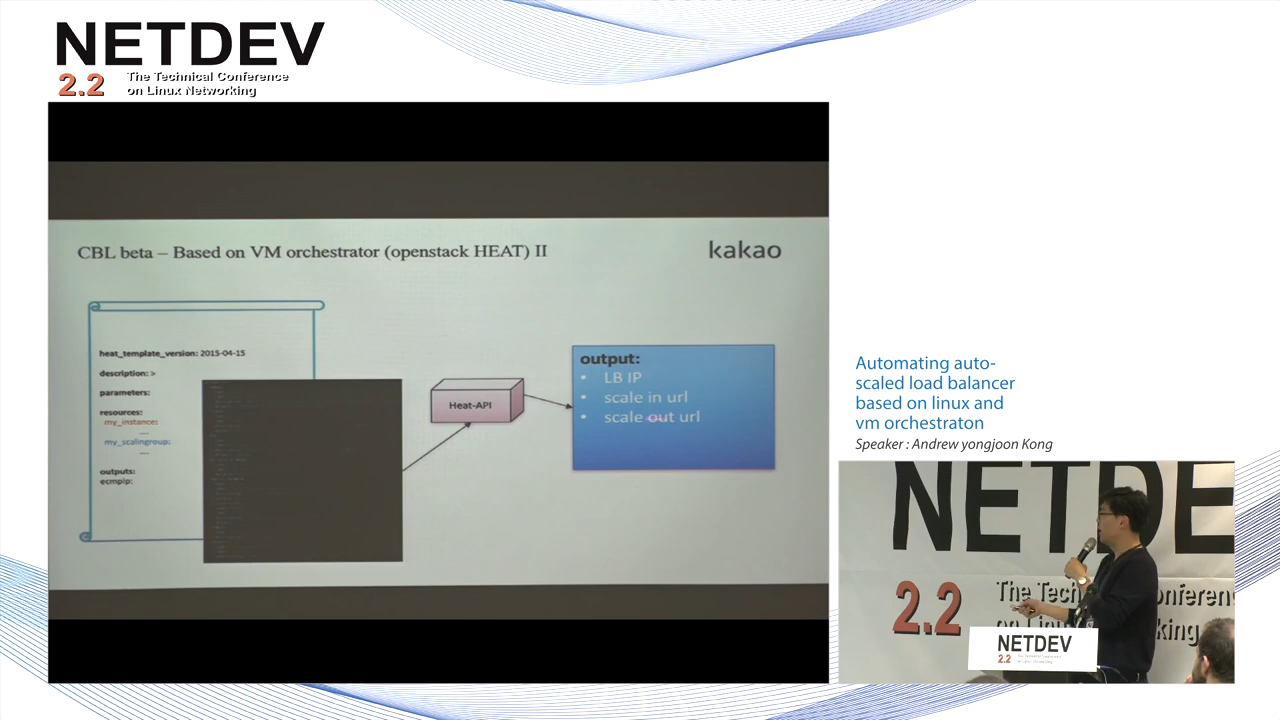 NETDEV
2.2
The Technical Conference
on Linux Networking
CBL beta – Based on VM orchestrator (openstack HEAT) II
kakao
heat_template_version: 2015-04-15
description: >
parameters:
resources:
my_instance:
....
my_scalingroup:
....
outputs:
ecmpip:
Heat-API
output:
• LB IP
• scale in url
• scale out url
Automating auto-
scaled load balancer
based on linux and
vm orchestraton
Speaker : Andrew yongjoon Kong
NETDE
2.2
The Tech
onferen
on Linu
king
NETDEV
2.2